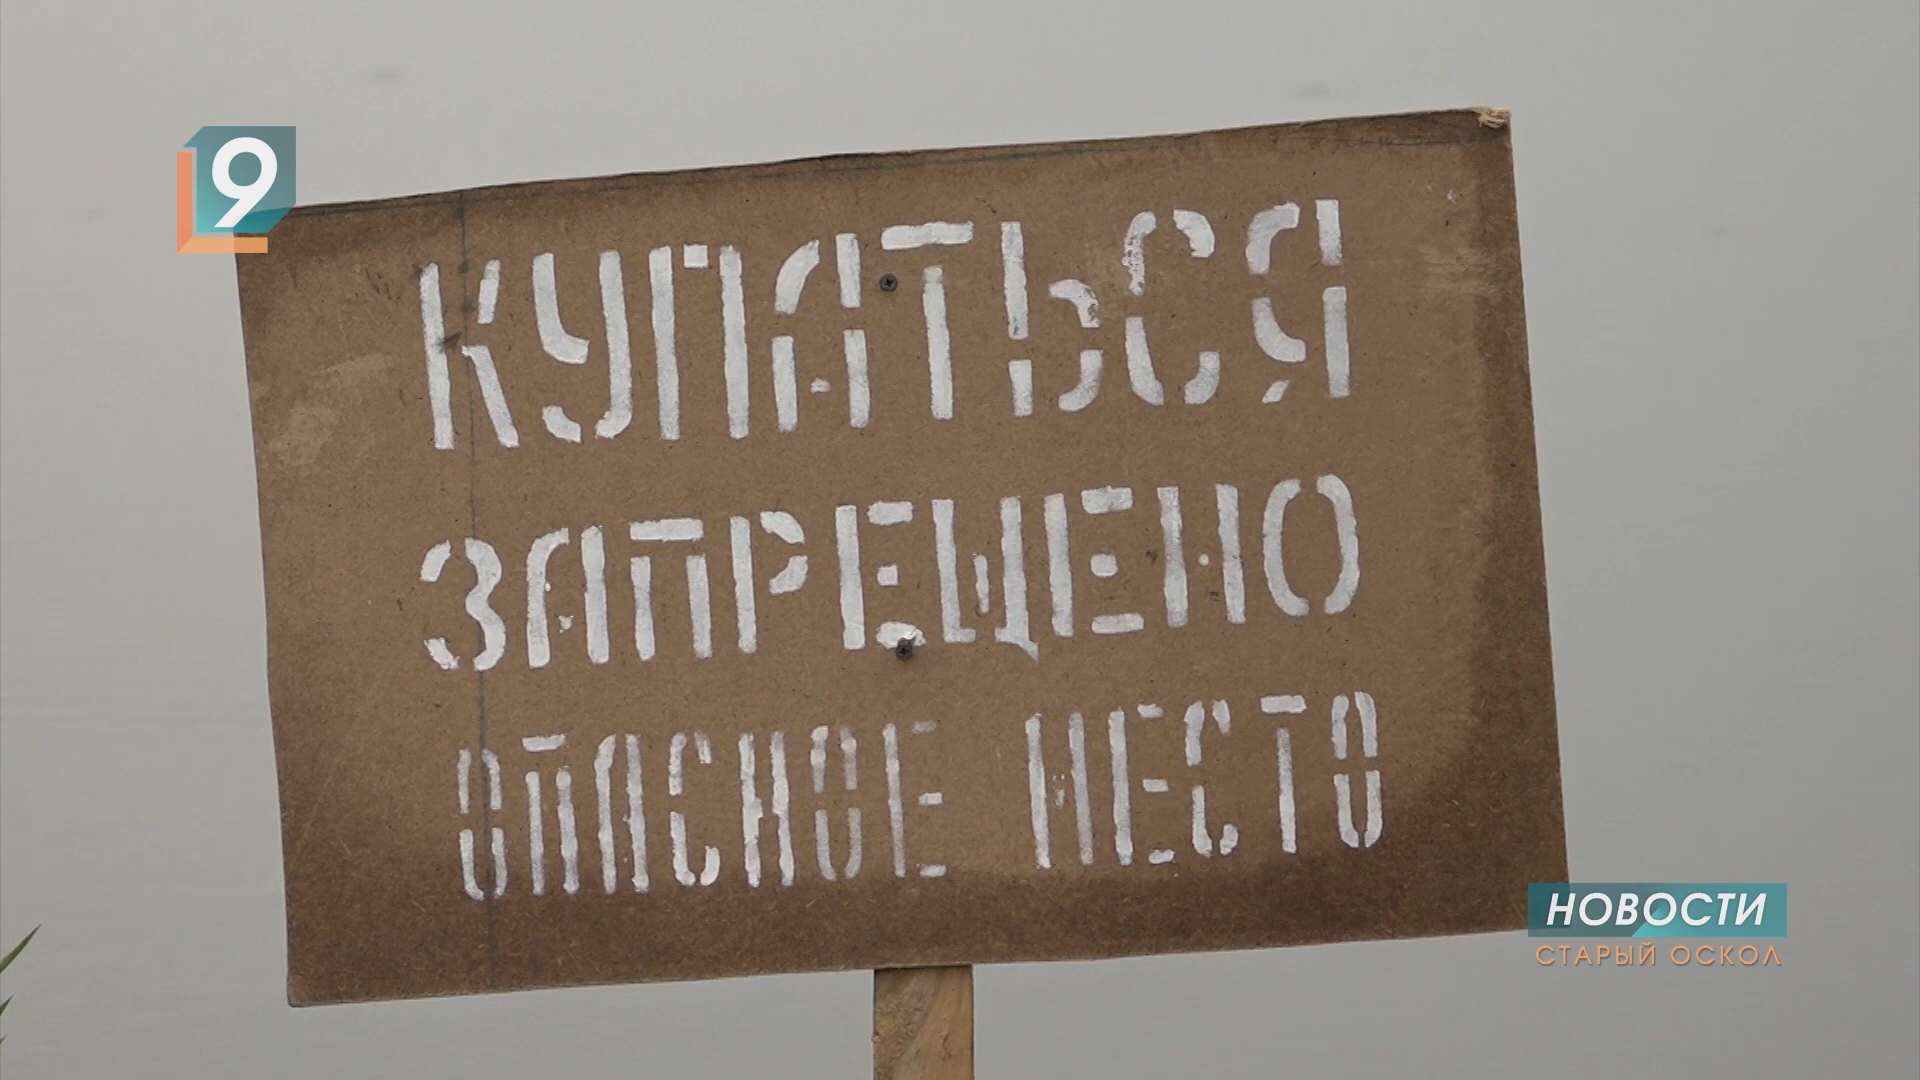 9
КУПАТЬСЯ
ЗАПРЕЩЕНО
ОПАСНОЕ МЕСТО
НОВОСТИ
СТАРЫЙ ОСКОЛ